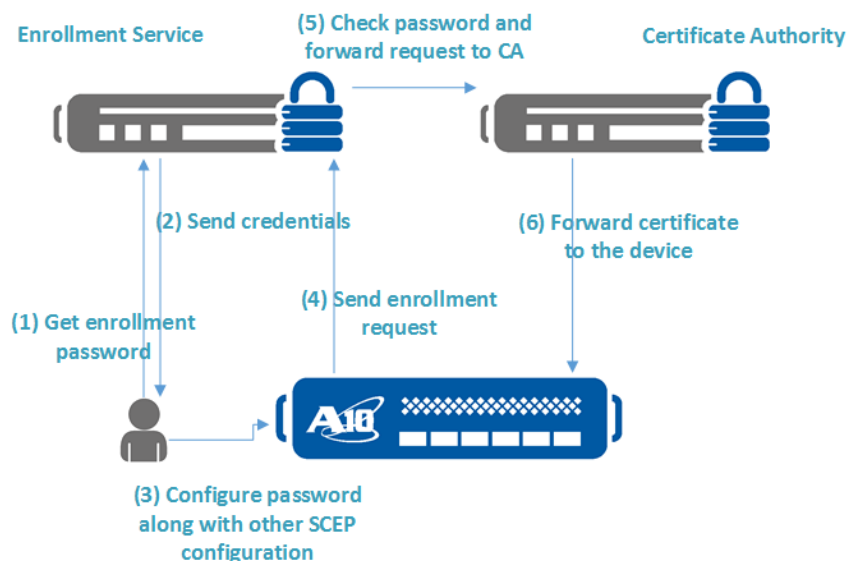 Enrollment Service
(5) Check password and
forward request to CA
Certificate Authority
(2) Send credentials
(6) Forward certificate
to the device
(4) Send enrollment
request
(1) Get enrollment
password
A10
(3) Configure password
along with other SCEP
configuration